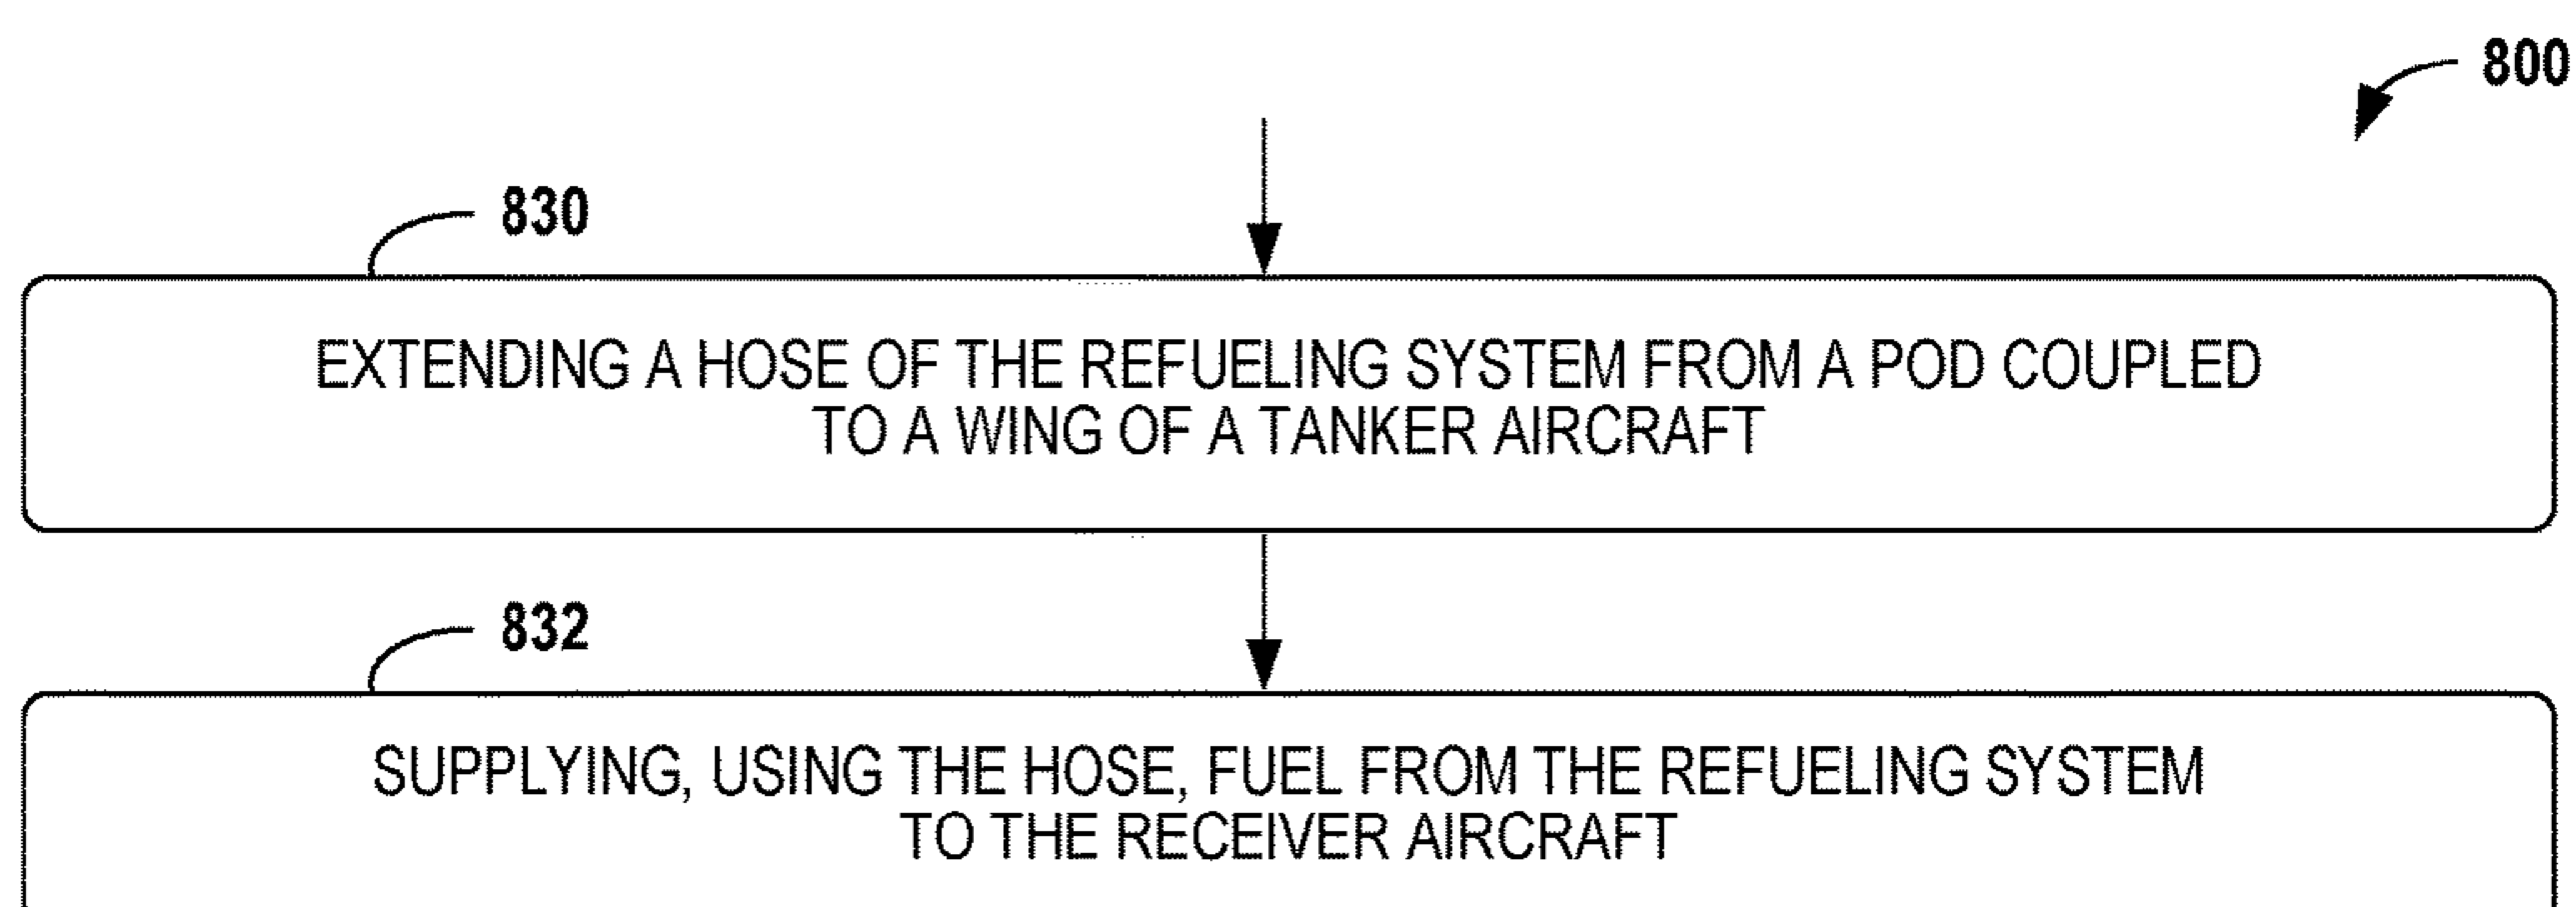 800
830
EXTENDING A HOSE OF THE REFUELING SYSTEM FROM A POD COUPLED
TO A WING OF A TANKER AIRCRAFT
832
SUPPLYING, USING THE HOSE, FUEL FROM THE REFUELING SYSTEM
TO THE RECEIVER AIRCRAFT